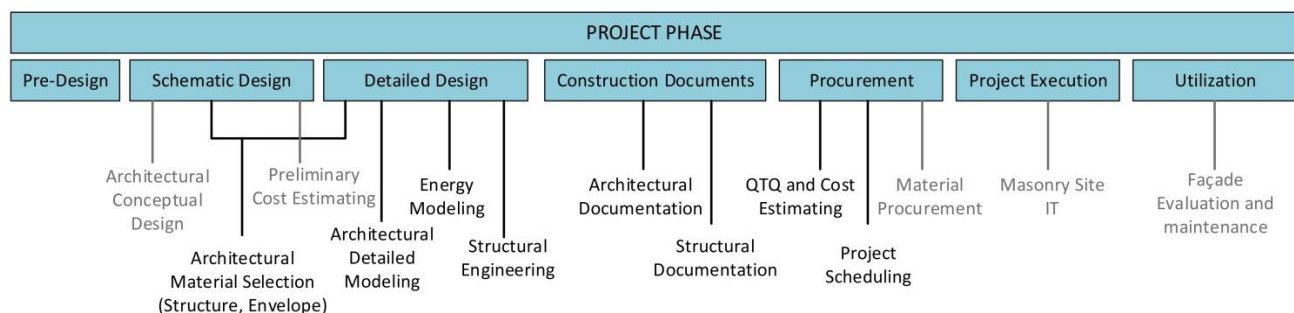 PROJECT PHASE
Pre-Design
Schematic Design
Detailed Design
Construction Documents
Procurement
Project Execution
Utilization
Architectural
Conceptual
Design
Architectural
Material Selection
(Structure, Envelope)
Preliminary
Cost Estimating
Architectural
Detailed
Modeling
Energy
Modeling
Structural
Engineering
Architectural
Documentation
Structural
Documentation
QTQ and Cost
Estimating
Project
Scheduling
Material
Procurement
Masonry Site
IT
Façade
Evaluation and
maintenance